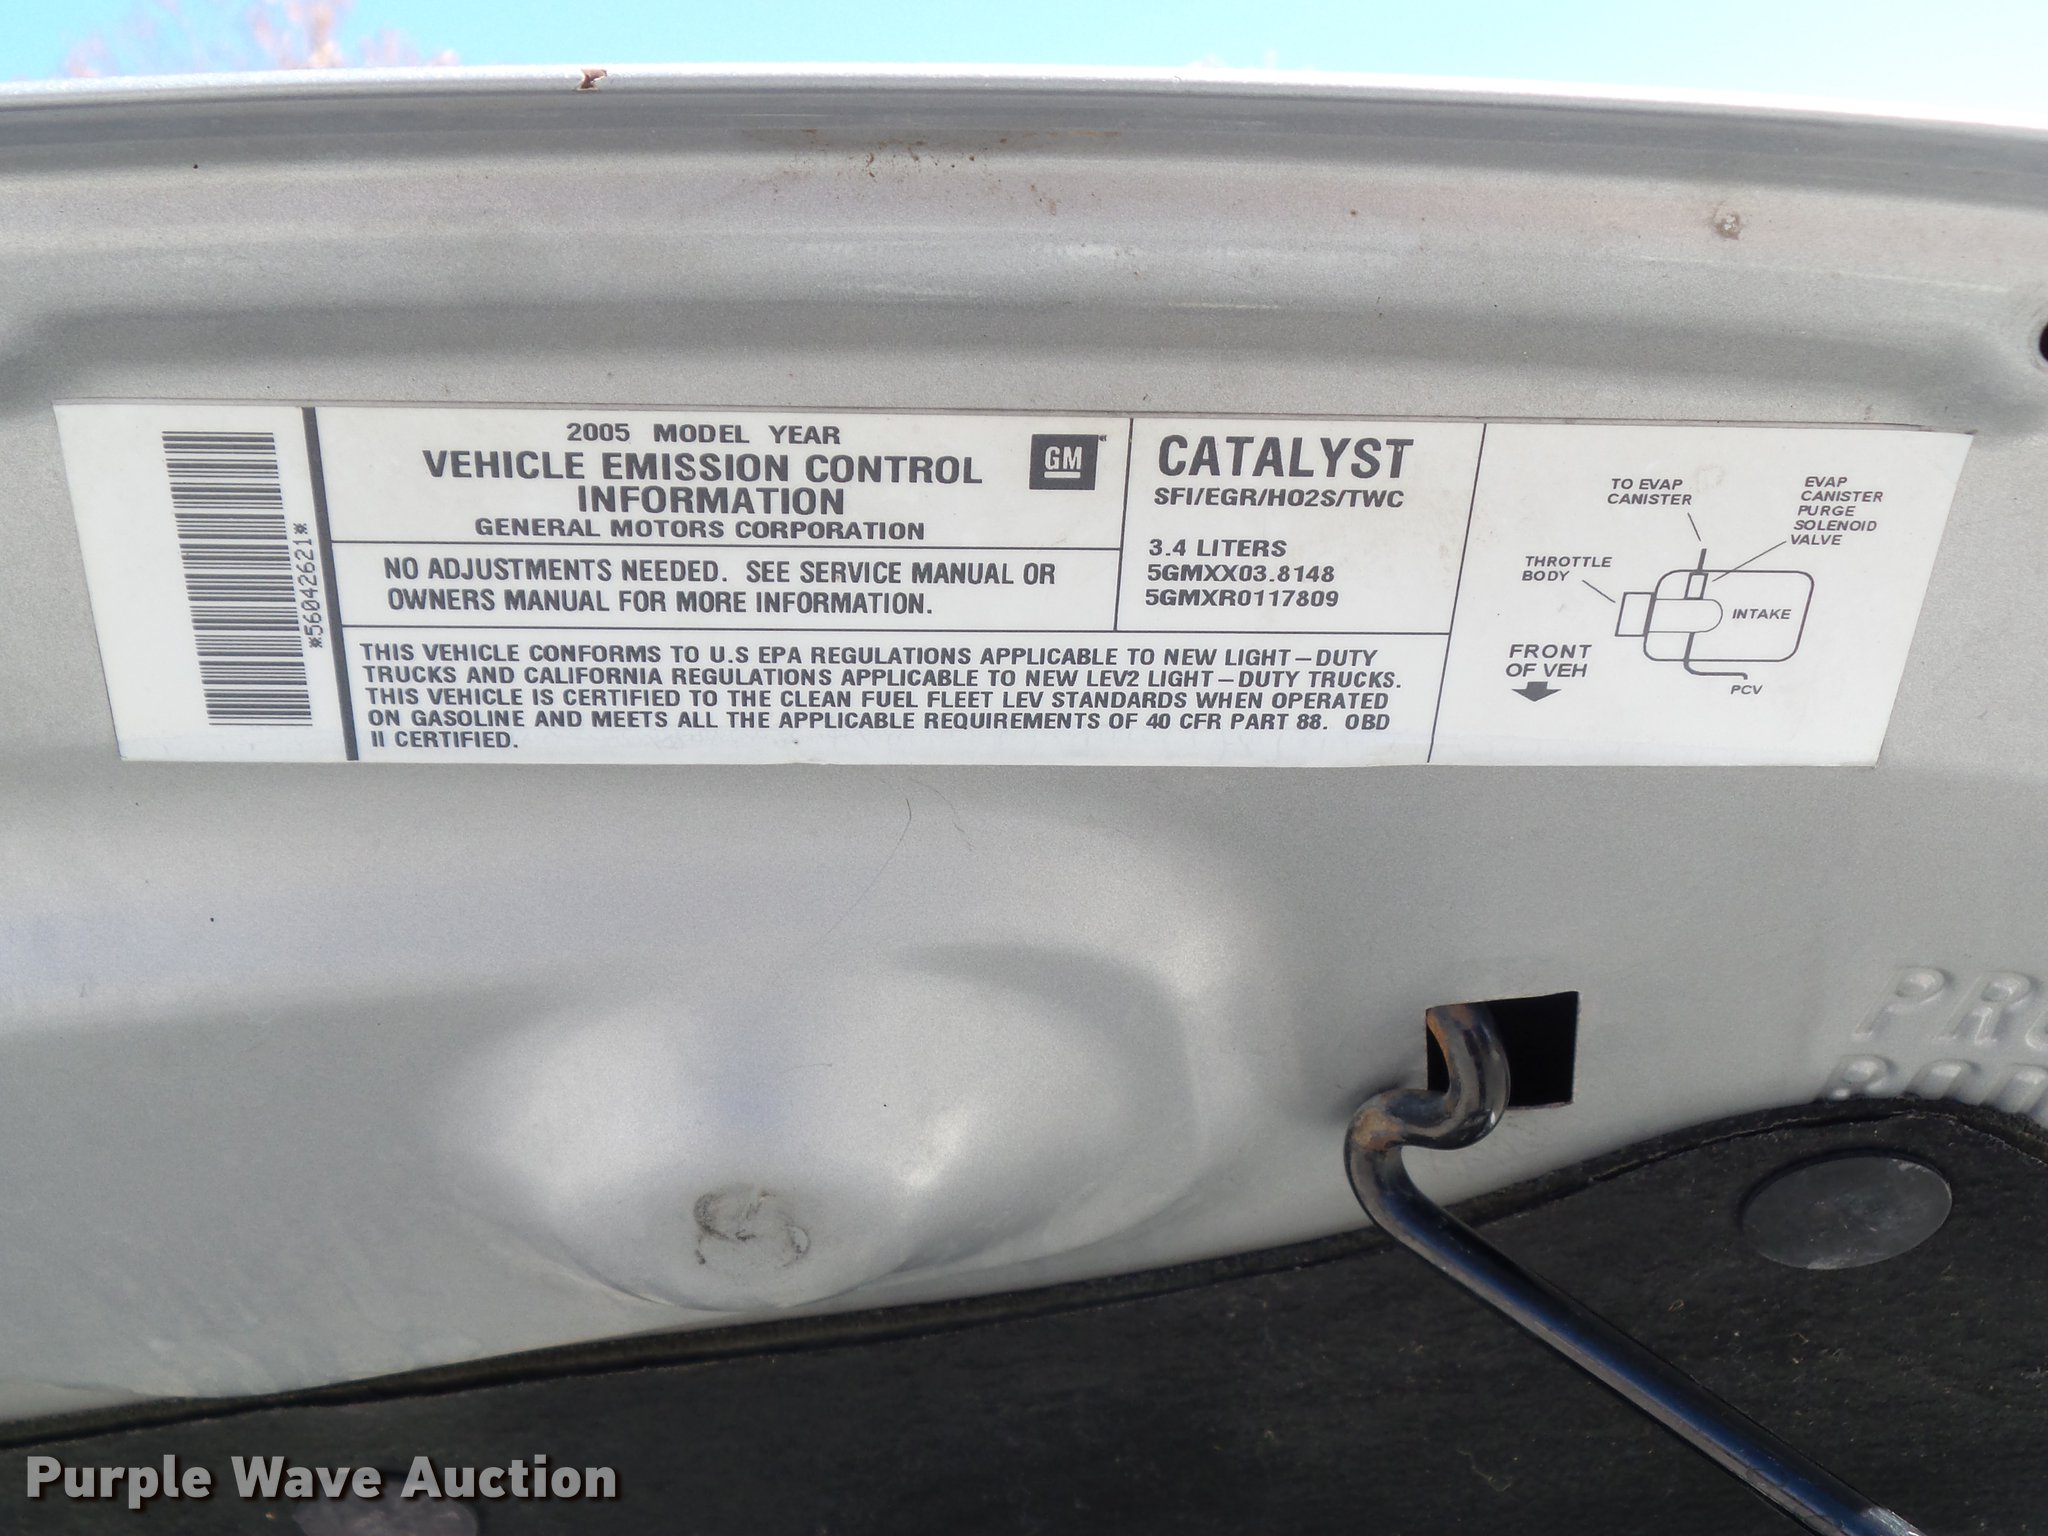 *56042621*
2005 MODEL YEAR
VEHICLE EMISSION CONTROL
INFORMATION
GENERAL MOTORS CORPORATION
GM
NO ADJUSTMENTS NEEDED. SEE SERVICE MANUAL OR
OWNERS MANUAL FOR MORE INFORMATION.
CATALYST
SFI/EGR/HO2S/TWC
3.4 LITERS
5GMXX03.8148
5GMXR0117809
THIS VEHICLE CONFORMS TO U.S EPA REGULATIONS APPLICABLE TO NEW LIGHT-DUTY
TRUCKS AND CALIFORNIA REGULATIONS APPLICABLE TO NEW LEV2 LIGHT-DUTY TRUCKS.
THIS VEHICLE IS CERTIFIED TO THE CLEAN FUEL FLEET LEV STANDARDS WHEN OPERATED
ON GASOLINE AND MEETS ALL THE APPLICABLE REQUIREMENTS OF 40 CFR PART 88. OBD
II CERTIFIED.
TO EVAP
CANISTER
EVAP
CANISTER
PURGE
SOLENOID
VALVE
THROTTLE
BODY
INTAKE
FRONT
OF VEH
PCV
Purple Wave Auction